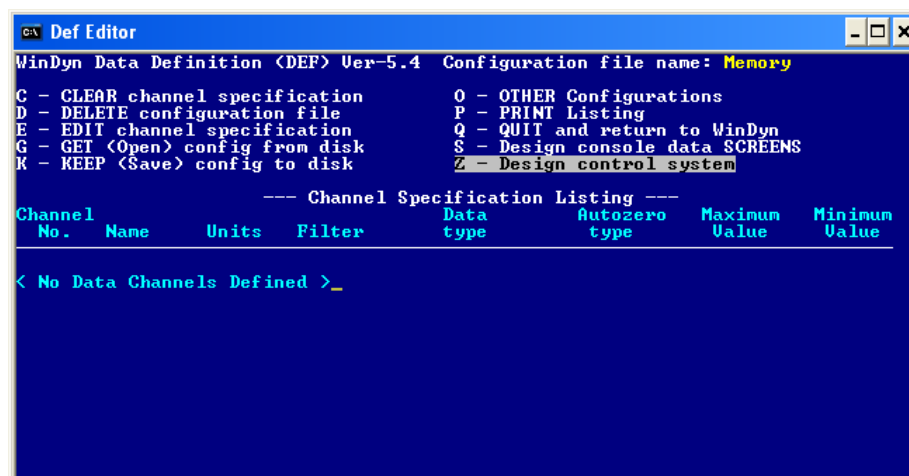 Def Editor
WinDyn Data Definition (DEF) Ver-5.4 Configuration file name: Memory
C - CLEAR channel specification
D - DELETE configuration file
E - EDIT channel specification
G - GET (Open) config from disk
K - KEEP (Save) config to disk
O - OTHER Configurations
P - PRINT Listing
Q - QUIT and return to WinDyn
S - Design console data SCREENS
Z - Design control system
--- Channel Specification Listing ---
Channel Data Autozero Maximum Minimum
No. Name Units Filter type type Value Value
< No Data Channels Defined >_